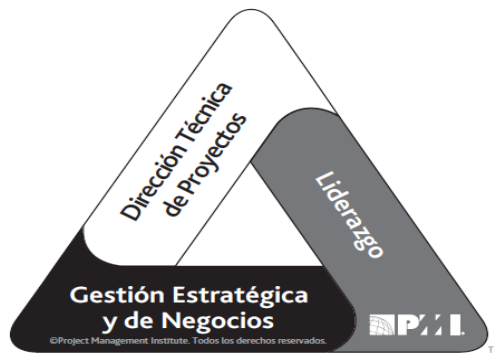 Dirección Técnica
de Proyectos
Liderazgo
Gestión Estratégica
y de Negocios
©Project Management Institute. Todos los derechos reservados.
PMI.